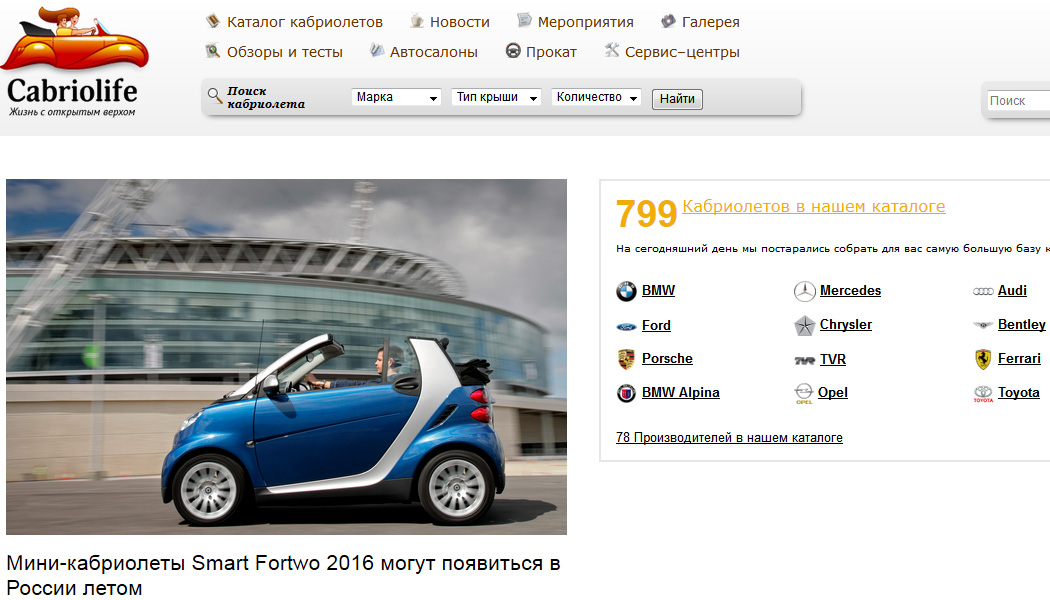 Каталог кабриолетов
Новости
Мероприятия
Галерея
Обзоры и тесты
Автосалоны
Прокат
Сервис–центры
Cabriolife
Жизнь с открытым верхом
Поиск
кабриолета
Марка
Тип крыши
Количество
Найти
Поиск
799 Кабриолетов в нашем каталоге
На сегодняшний день мы постарались собрать для вас самую большую базу к
BMW
Mercedes
Audi
Ford
Chrysler
Bentley
Porsche
TVR
Ferrari
BMW Alpina
Opel
Toyota
78 Производителей в нашем каталоге
Мини-кабриолеты Smart Fortwo 2016 могут появиться в
России летом